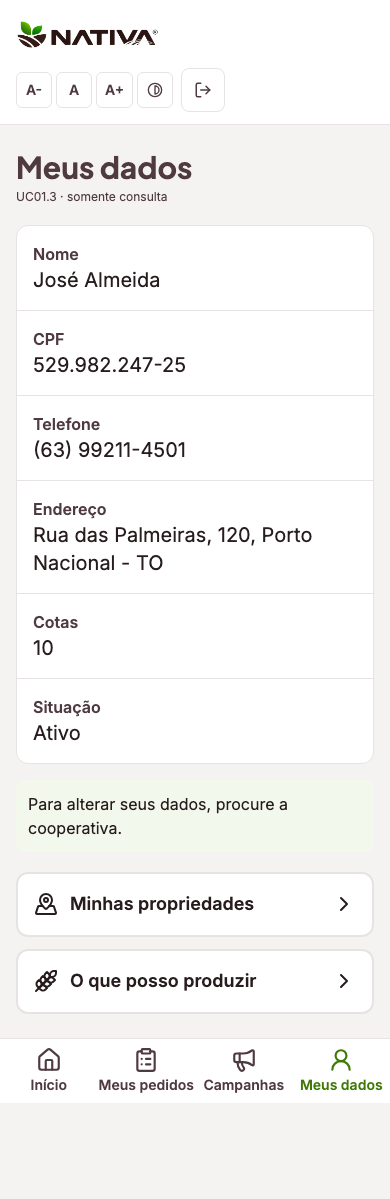 NATIVA®
A- A A+
Meus dados
UC01.3 · somente consulta
Nome
José Almeida
CPF
529.982.247-25
Telefone
(63) 99211-4501
Endereço
Rua das Palmeiras, 120, Porto
Nacional - TO
Cotas
10
Situação
Ativo
Para alterar seus dados, procure a
cooperativa.
Minhas propriedades
O que posso produzir
Início Meus pedidos Campanhas Meus dados